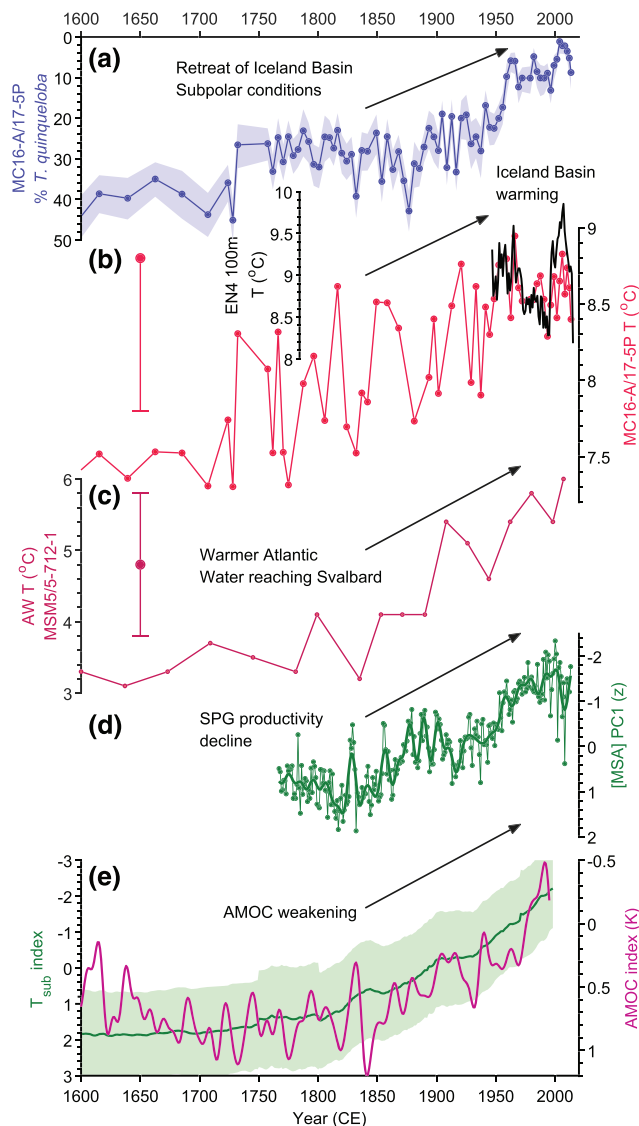 1600 1650 1700 1750 1800 1850 1900 1950 2000
0
10
20
30
40
50
MC16-A/17-5P
% T. quinqueloba
(a)
Retreat of Iceland Basin
Subpolar conditions
(b)
10
9.5
9
8.5
8
EN4 100m
T (°C)
Iceland Basin
warming
9
8.5
8
7.5
MC16-A/17-5P T (°C)
(c)
6
5
4
3
AW T (°C)
MSM5/5-712-1
Warmer Atlantic
Water reaching Svalbard
(d)
SPG productivity
decline
-2
-1
0
1
2
[MSA] PC1 (z)
(e)
-3
-2
-1
0
1
2
3
Tsub index
AMOC weakening
-0.5
0
0.5
1
AMOC index (K)
1600 1650 1700 1750 1800 1850 1900 1950 2000
Year (CE)